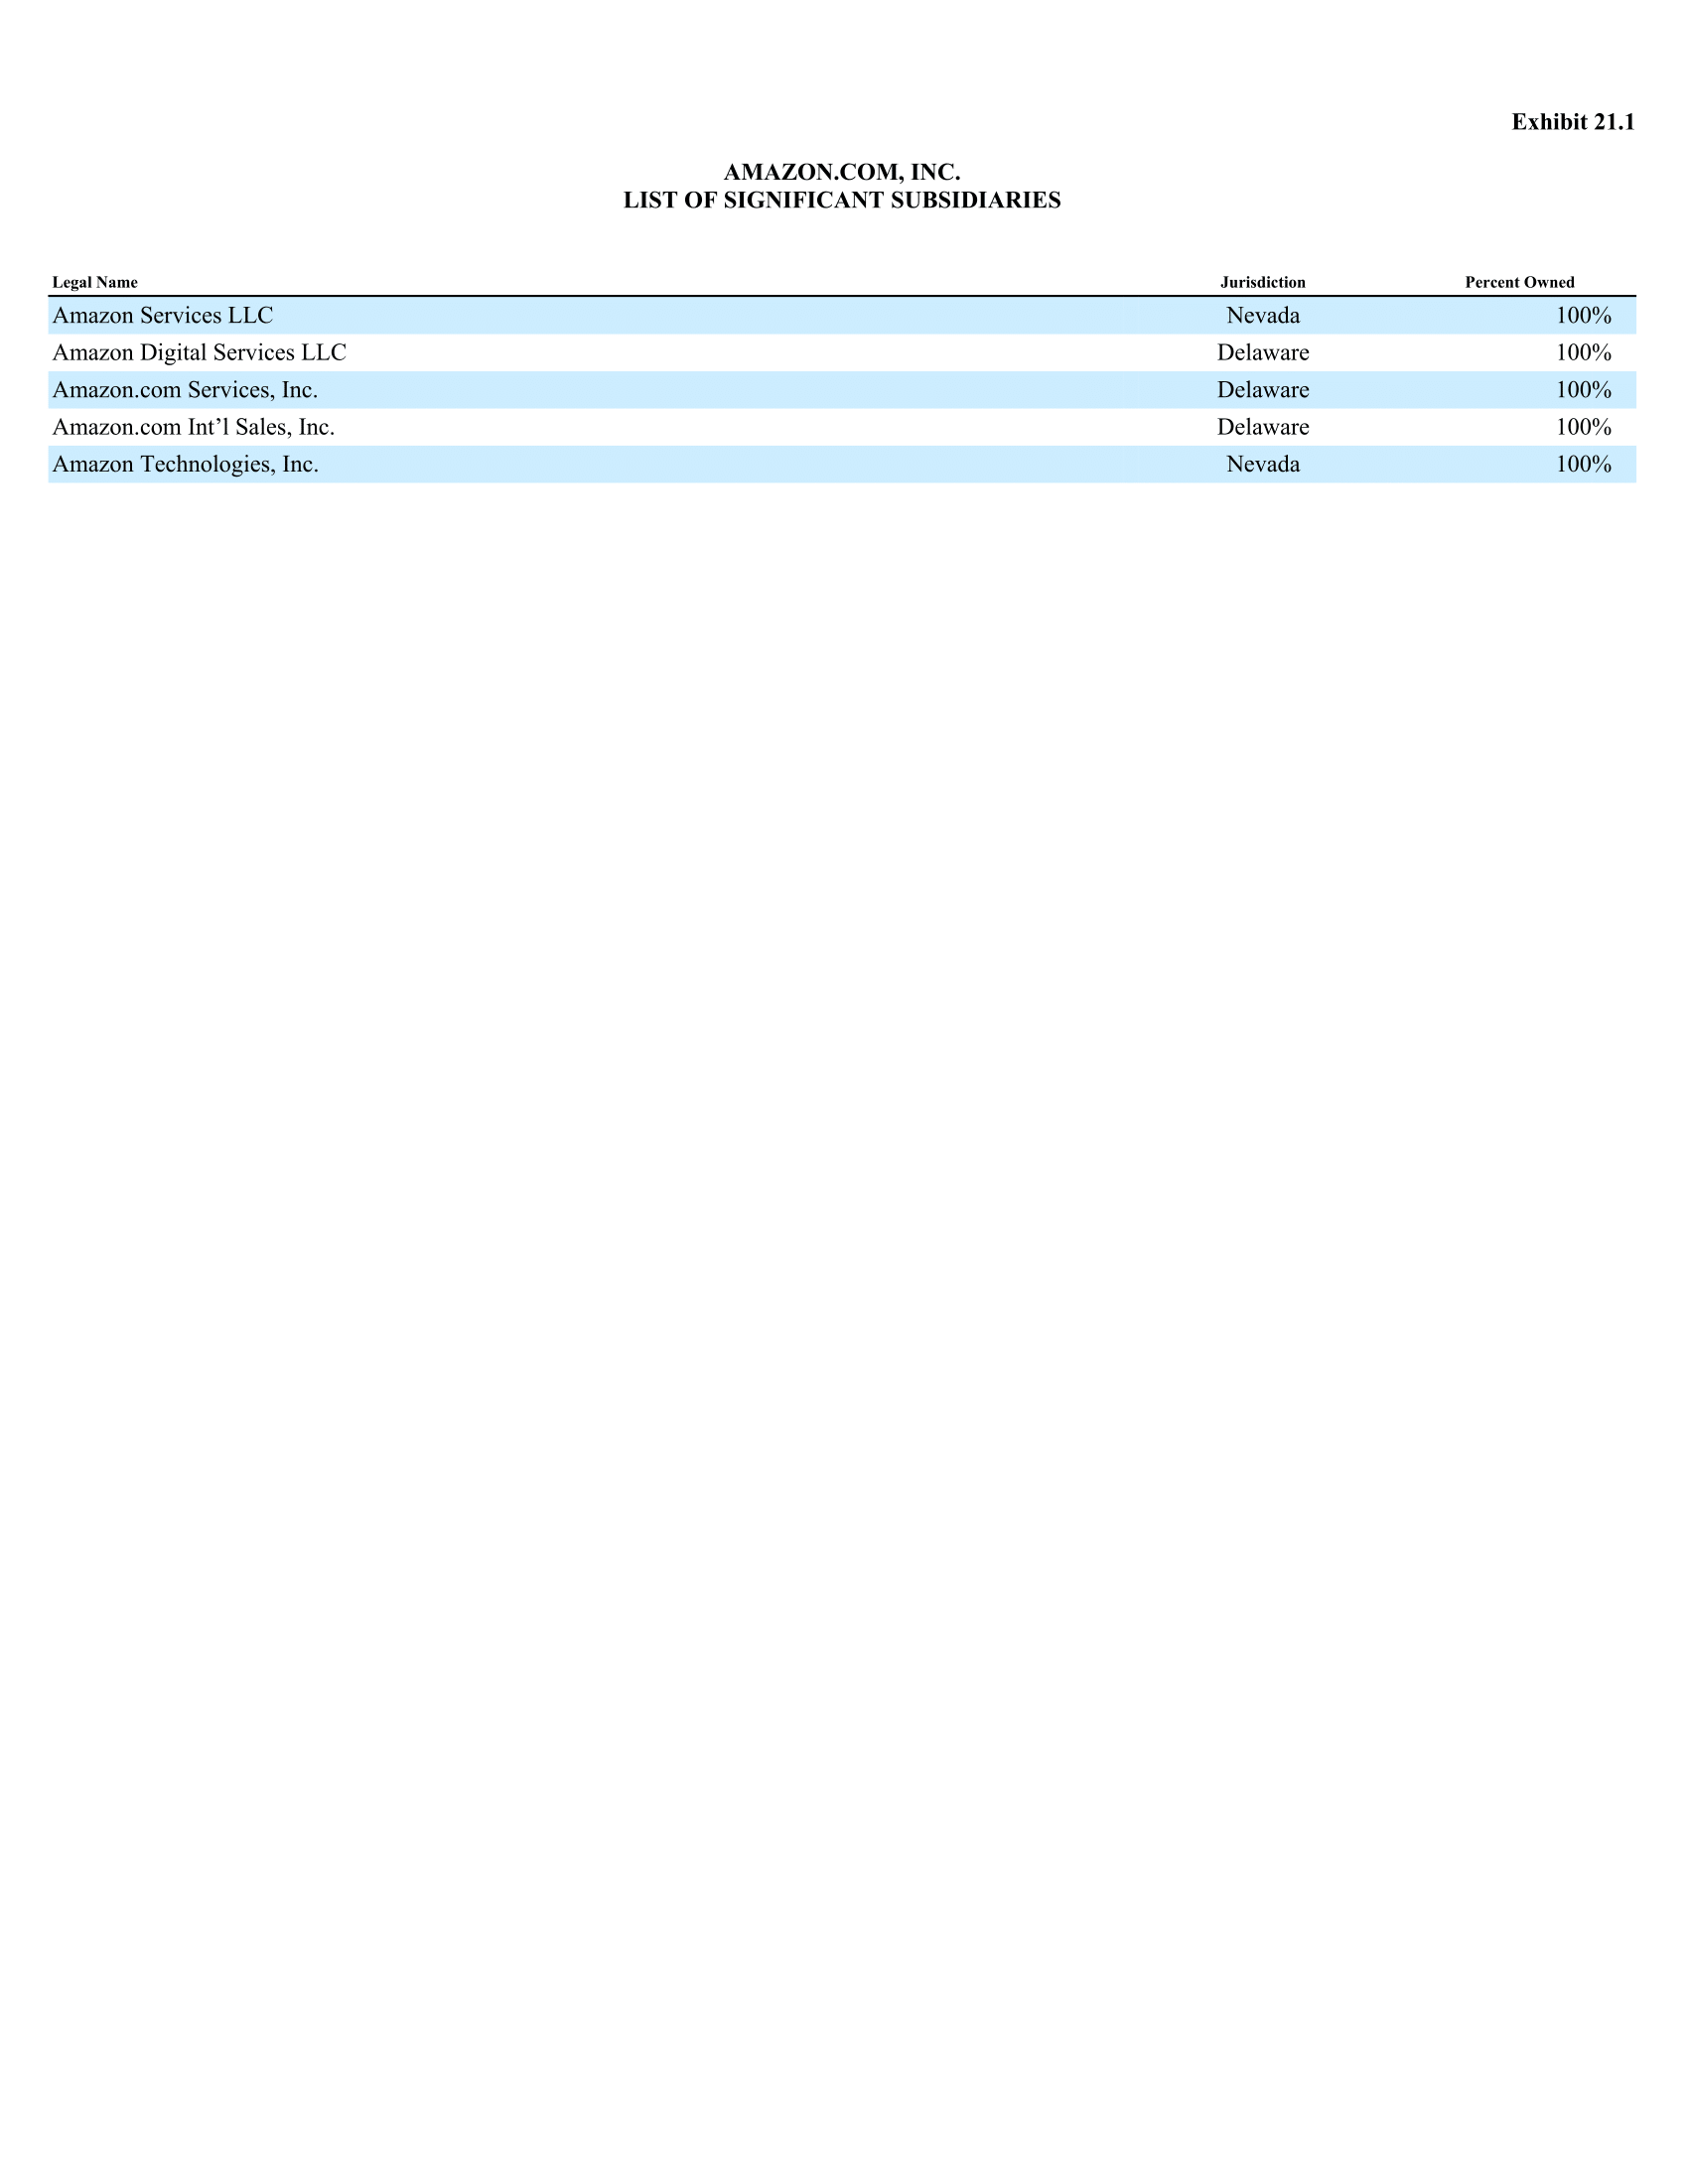 Exhibit 21.1
AMAZON.COM, INC.
LIST OF SIGNIFICANT SUBSIDIARIES
Legal Name Jurisdiction Percent Owned
Amazon Services LLC Nevada 100%
Amazon Digital Services LLC Delaware 100%
Amazon.com Services, Inc. Delaware 100%
Amazon.com Int’l Sales, Inc. Delaware 100%
Amazon Technologies, Inc. Nevada 100%